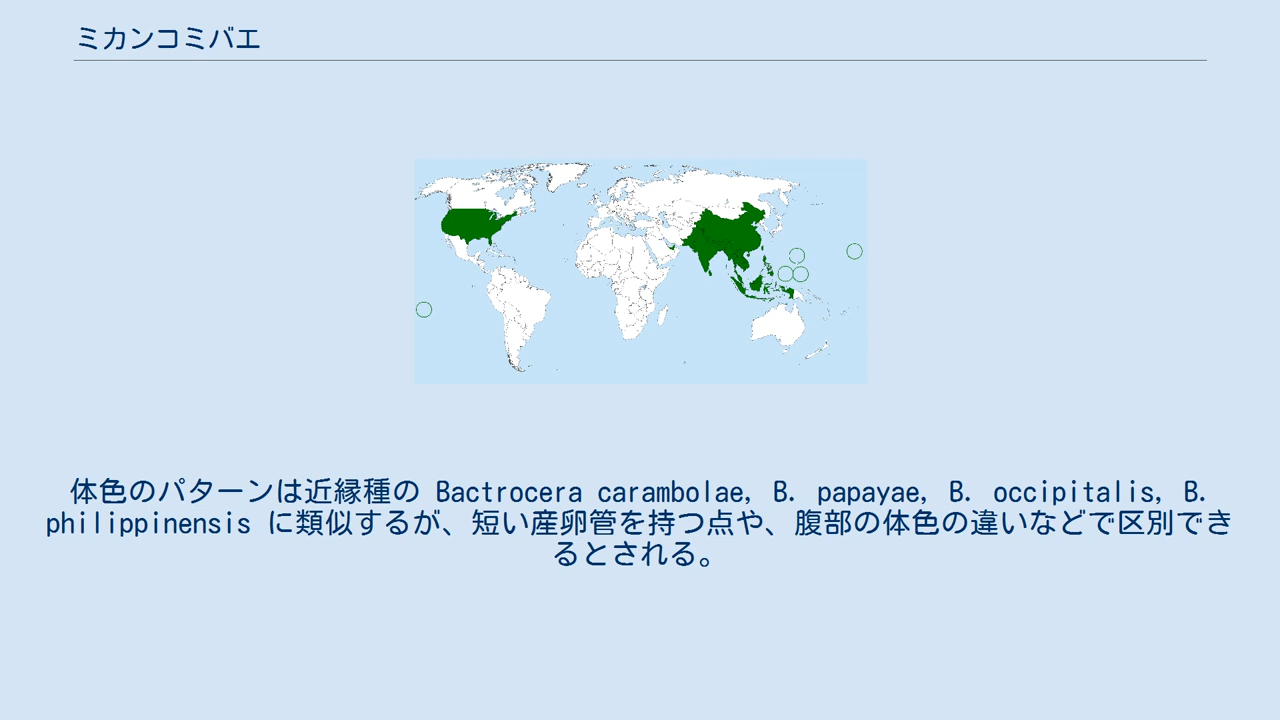 ミカンコミバエ
体色のパターンは近縁種の Bactrocera carambolae, B. papayae, B. occipitalis, B.
philippinensis に類似するが、短い産卵管を持つ点や、腹部の体色の違いなどで区別でき
るとされる。